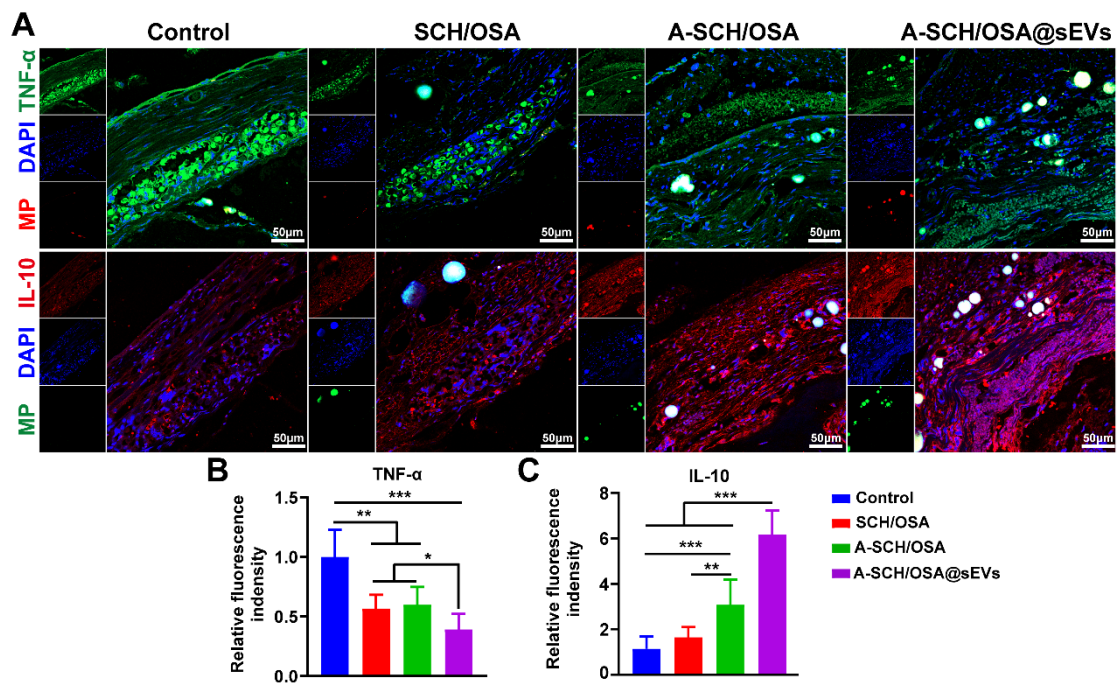 A
Control
SCH/OSA
A-SCH/OSA
A-SCH/OSA@sEVs
MP DAPI TNF-α
50μm
50μm
50μm
50μm
MP DAPI IL-10
50μm
50μm
50μm
50μm
B
TNF-α
Relative fluorescence
indensity
1.5
1.0
0.5
0.0
***
**
*
C
IL-10
Relative fluorescence
indensity
8
6
4
2
0
***
***
**
Control
SCH/OSA
A-SCH/OSA
A-SCH/OSA@sEVs